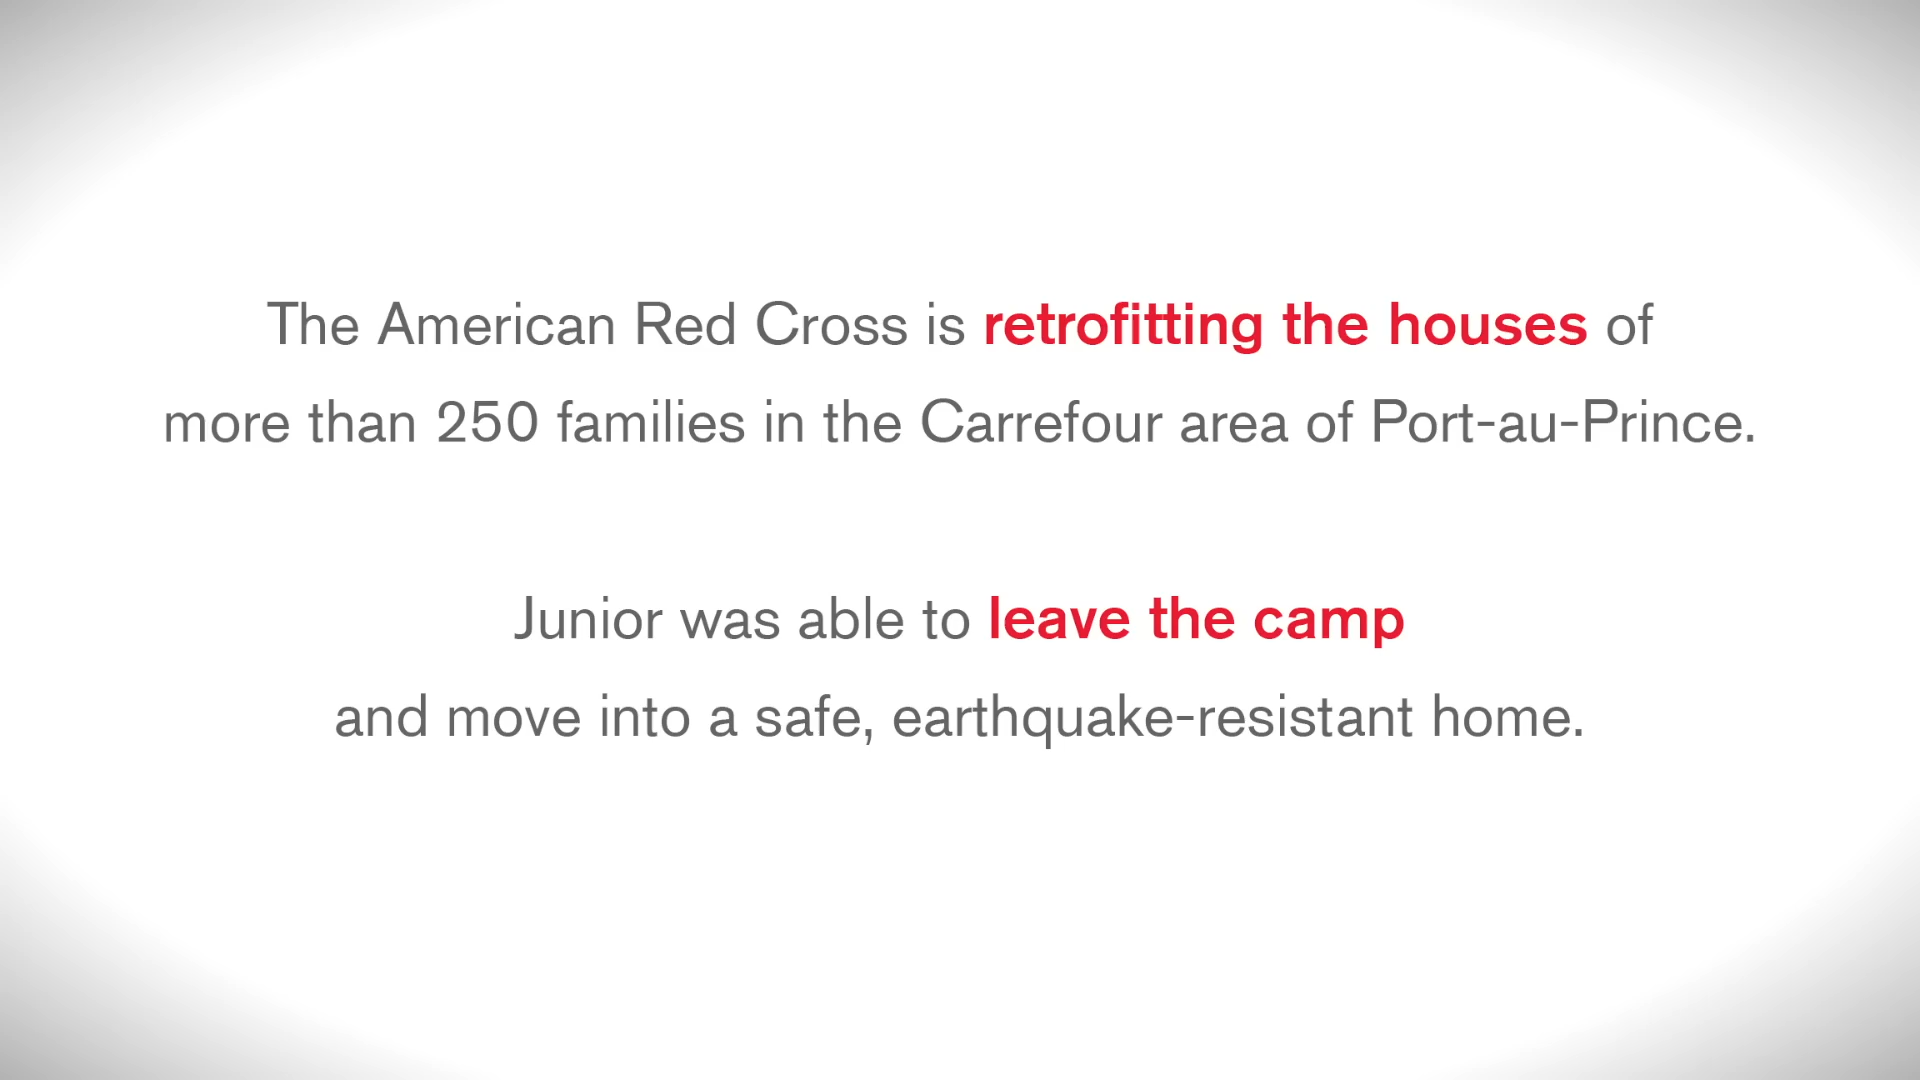 The American Red Cross is retrofitting the houses of
more than 250 families in the Carrefour area of Port-au-Prince.
Junior was able to leave the camp
and move into a safe, earthquake-resistant home.